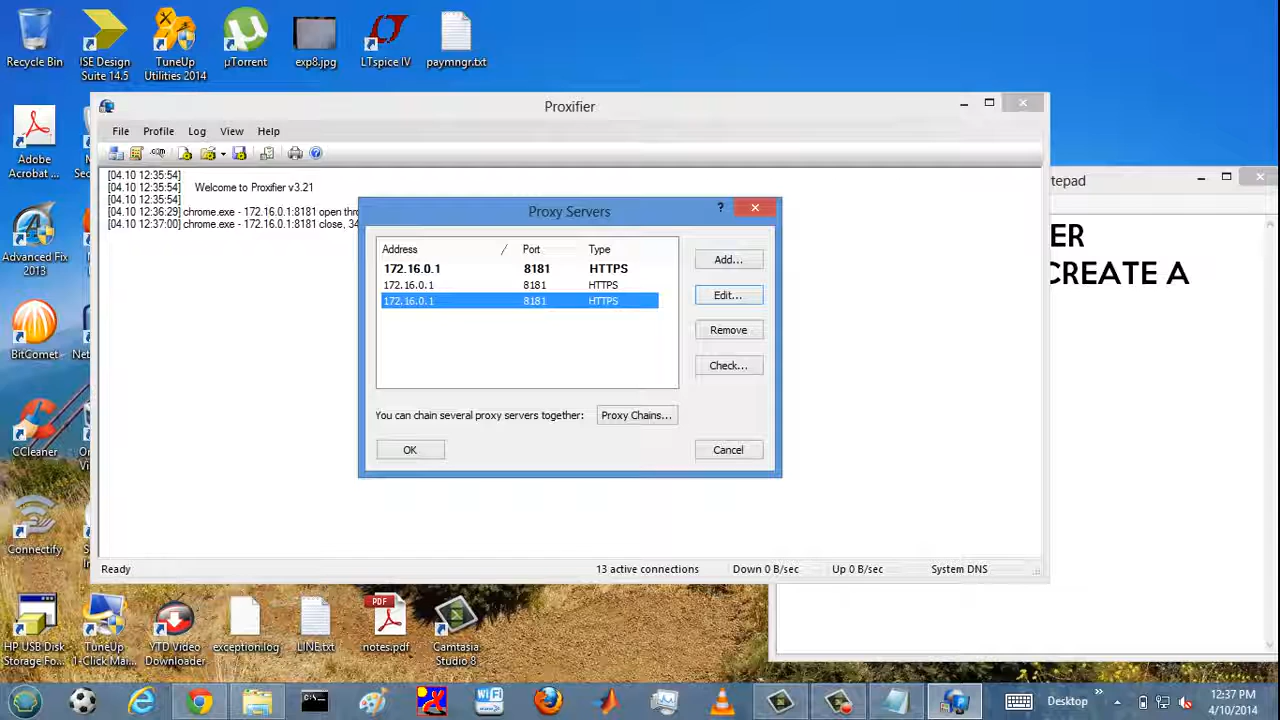 Recycle Bin
ISE Design
Suite 14.5
TuneUp
Utilities 2014
µTorrent
exp8.jpg
LTspice IV
paymngr.txt
Proxifier
File Profile Log View Help
Adobe
Acrobat ...
[04.10 12:35:54]
[04.10 12:35:54] Welcome to Proxifier v3.21
[04.10 12:35:54]
[04.10 12:36:29] chrome.exe - 172.16.0.1:8181 open thro
[04.10 12:37:00] chrome.exe - 172.16.0.1:8181 close, 34
Proxy Servers
?
Address / Port Type
172.16.0.1 8181 HTTPS
172.16.0.1 8181 HTTPS
172.16.0.1 8181 HTTPS
Add...
Edit...
Remove
Check...
You can chain several proxy servers together:
Proxy Chains...
OK
Cancel
tepad
ER
CREATE A
Advanced Fix
2013
BitComet
Net
CCleaner
Vi
Connectify
Ready
13 active connections
Down 0 B/sec
Up 0 B/sec
System DNS
HP USB Disk
Storage Fo...
TuneUp
1-Click Mai...
YTD Video
Downloader
exception.log
LINE.txt
PDF
notes.pdf
Camtasia
Studio 8
WiFi
Desktop
12:37 PM
4/10/2014